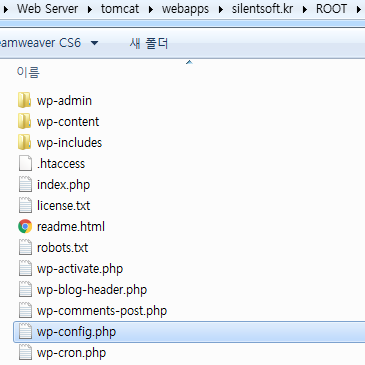 Web Server ▸ tomcat ▸ webapps ▸ silentsoft.kr ▸ ROOT ▸
eamweaver CS6 새 폴더
이름
wp-admin
wp-content
wp-includes
.htaccess
index.php
license.txt
readme.html
robots.txt
wp-activate.php
wp-blog-header.php
wp-comments-post.php
wp-config.php
wp-cron.php